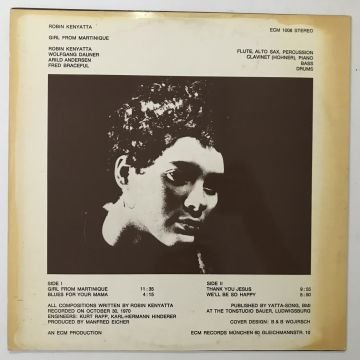 ROBIN KENYATTA ECM 1008 STEREO
GIRL FROM MARTINIQUE
ROBIN KENYATTA FLUTE, ALTO SAX, PERCUSSION
WOLFGANG DAUNER CLAVINET (HOHNER), PIANO
ARILD ANDERSEN BASS
FRED BRACEFUL DRUMS
SIDE I SIDE II
GIRL FROM MARTINIQUE 11:35 THANK YOU JESUS 9:55
BLUES FOR YOUR MAMA 4:15 WE'LL BE SO HAPPY 5:50
ALL COMPOSITIONS WRITTEN BY ROBIN KENYATTA PUBLISHED BY YATTA-SONG, BMI
RECORDED ON OCTOBER 30, 1970 AT THE TONSTUDIO BAUER, LUDWIGSBURG
ENGINEERS: KURT RAPP, KARL-HERMANN HINDERER
PRODUCED BY MANFRED EICHER COVER DESIGN: B & B WOJIRSCH
AN ECM PRODUCTION ECM RECORDS MÜNCHEN 60 GLEICHMANNSTR. 10